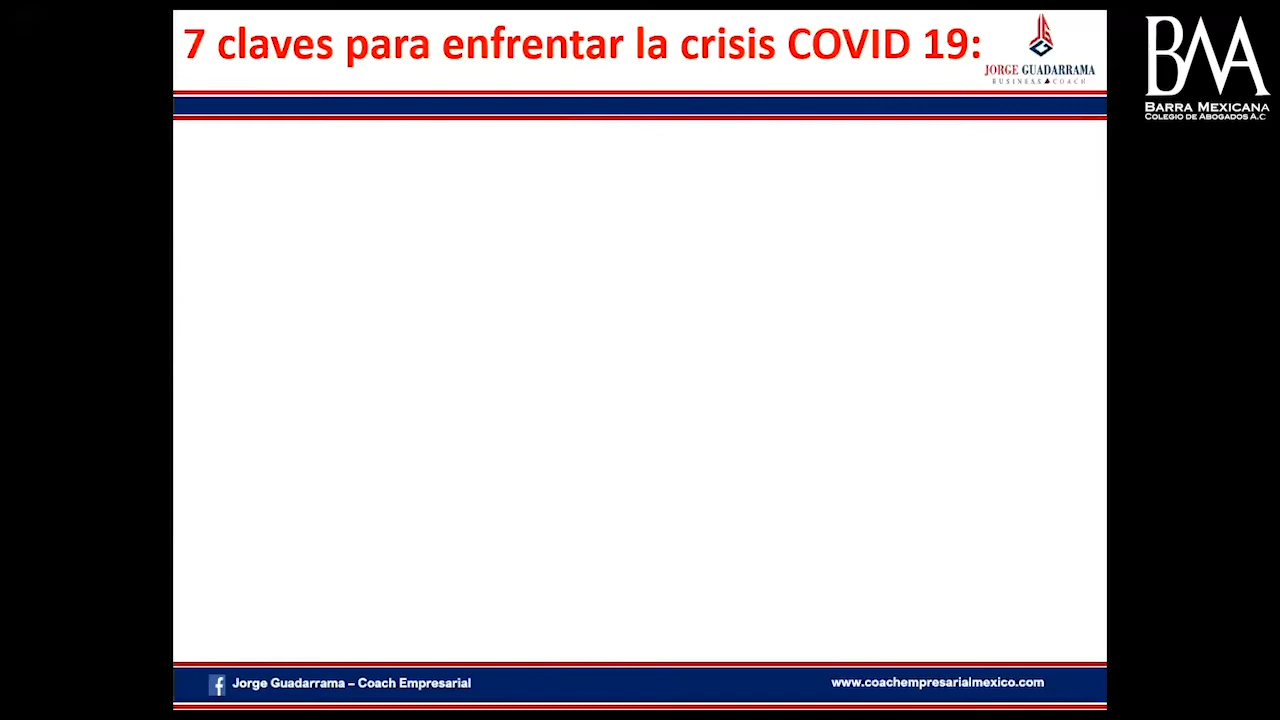 7 claves para enfrentar la crisis COVID 19:
JORGE GUADARRAMA
BUSINESS COACH
BMA
BARRA MEXICANA
COLEGIO DE ABOGADOS A.C
Jorge Guadarrama – Coach Empresarial
www.coachempresarialmexico.com